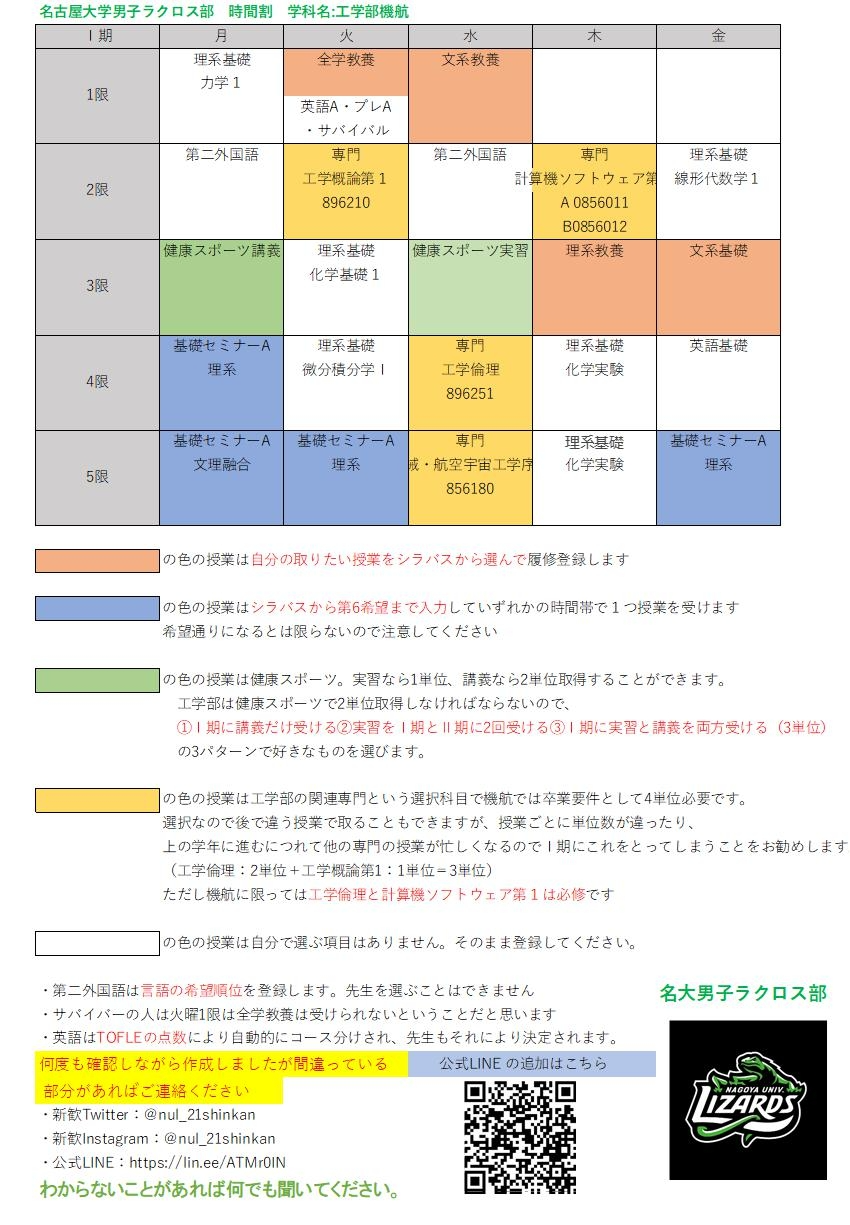 名古屋大学男子ラクロス部　時間割　学科名:工学部機航
Ⅰ期 月 火 水 木 金
1限
理系基礎
力学１
全学教養
英語A・プレA
・サバイバル
文系教養
2限
第二外国語
専門
工学概論第１
896210
第二外国語
専門
計算機ソフトウェア第
A 0856011
B0856012
理系基礎
線形代数学１
3限
健康スポーツ講義
理系基礎
化学基礎１
健康スポーツ実習
理系教養
文系基礎
4限
基礎セミナーA
理系
理系基礎
微分積分学Ⅰ
専門
工学倫理
896251
理系基礎
化学実験
英語基礎
5限
基礎セミナーA
文理融合
基礎セミナーA
理系
専門
械・航空宇宙工学序
856180
理系基礎
化学実験
基礎セミナーA
理系
の色の授業は自分の取りたい授業をシラバスから選んで履修登録します
の色の授業はシラバスから第6希望まで入力していずれかの時間帯で１つ授業を受けます
希望通りになるとは限らないので注意してください
の色の授業は健康スポーツ。実習なら1単位、講義なら2単位取得することができます。
工学部は健康スポーツで2単位取得しなければならないので、
①Ⅰ期に講義だけ受ける②実習をⅠ期とⅡ期に2回受ける③Ⅰ期に実習と講義を両方受ける（3単位）
の3パターンで好きなものを選びます。
の色の授業は工学部の関連専門という選択科目で機航では卒業要件として4単位必要です。
選択なので後で違う授業で取ることもできますが、授業ごとに単位数が違ったり、
上の学年に進むにつれて他の専門の授業が忙しくなるのでⅠ期にこれをとってしまうことをお勧めします
（工学倫理：2単位＋工学概論第1：1単位＝3単位）
ただし機航に限っては工学倫理と計算機ソフトウェア第１は必修です
の色の授業は自分で選ぶ項目はありません。そのまま登録してください。
・第二外国語は言語の希望順位を登録します。先生を選ぶことはできません
・サバイバーの人は火曜1限は全学教養は受けられないということだと思います
・英語はTOFLEの点数により自動的にコース分けされ、先生もそれにより決定されます。
何度も確認しながら作成しましたが間違っている
部分があればご連絡ください
・新歓Twitter：@nul_21shinkan
・新歓Instagram：@nul_21shinkan
・公式LINE：https://lin.ee/ATMr0IN
わからないことがあれば何でも聞いてください。
公式LINE の追加はこちら
名大男子ラクロス部
NAGOYA UNIV.
LIZARDS